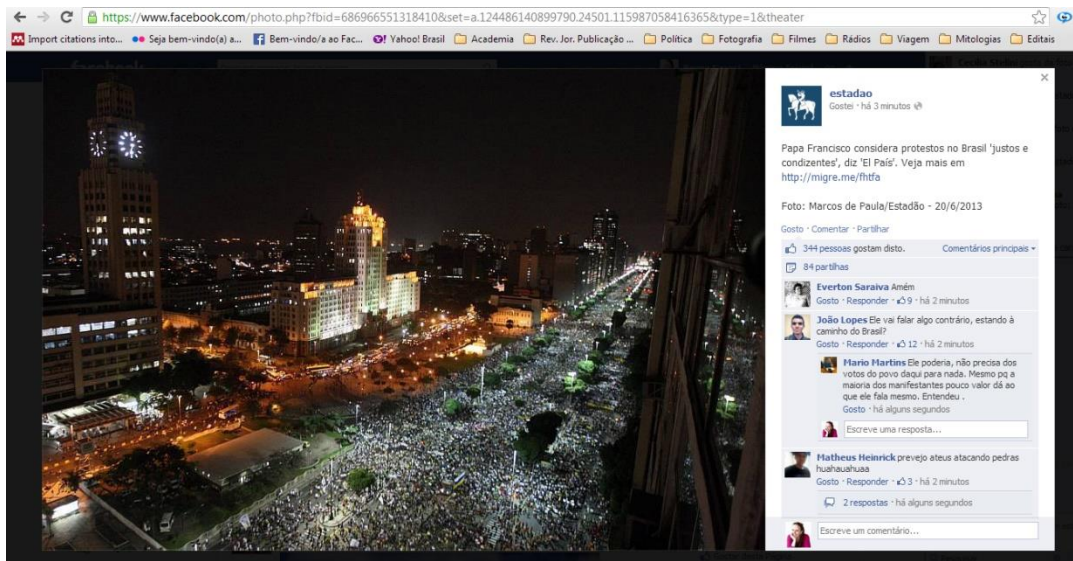 https://www.facebook.com/photo.php?fbid=686966551318410&set=a.124486140899790.24501.115987058416365&type=1&theater
Import citations into... Seja bem-vindo(a) a... Bem-vindo/a ao Fac... Yahoo! Brasil Academia Rev. Jor. Publicação ... Política Fotografia Filmes Rádios Viagem Mitologias Editais
facebook
estadao
Gostei · há 3 minutos
Papa Francisco considera protestos no Brasil 'justos e
condizentes', diz 'El País'. Veja mais em
http://migre.me/fhtfa
Foto: Marcos de Paula/Estadão - 20/6/2013
Gosto · Comentar · Partilhar
344 pessoas gostam disto. Comentários principais
84 partilhas
Everton Saraiva Amém
Gosto · Responder · 9 · há 2 minutos
João Lopes Ele vai falar algo contrário, estando à
caminho do Brasil?
Gosto · Responder · 12 · há 2 minutos
Mario Martins Ele poderia, não precisa dos
votos do povo daqui para nada. Mesmo pq a
maioria dos manifestantes pouco valor dá ao
que ele fala mesmo. Entendeu .
Gosto · há alguns segundos
Escreve uma resposta...
Matheus Heinrick prevejo ateus atacando pedras
huahauahuaa
Gosto · Responder · 3 · há 2 minutos
2 respostas · há alguns segundos
Escreve um comentário...